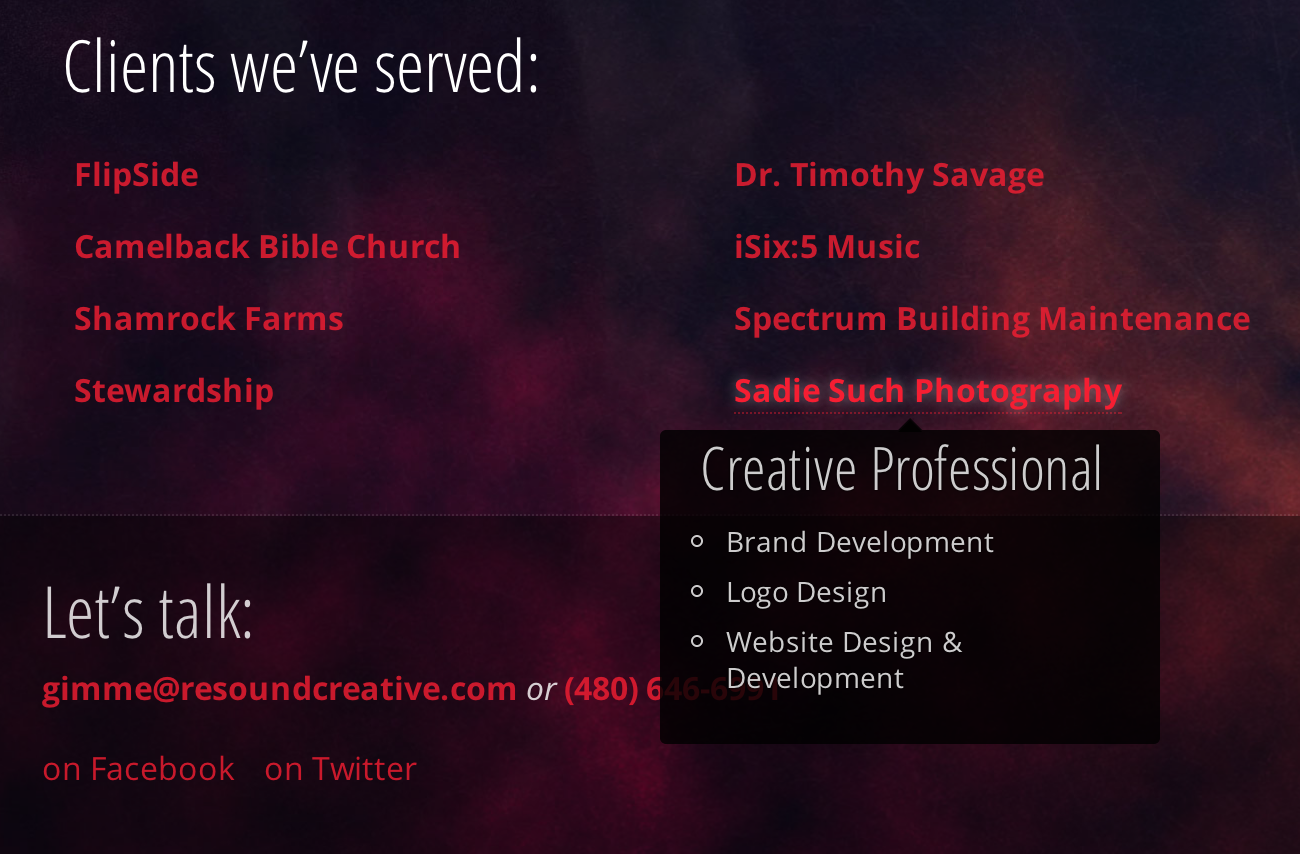 Clients we’ve served:
FlipSide
Camelback Bible Church
Shamrock Farms
Stewardship
Dr. Timothy Savage
iSix:5 Music
Spectrum Building Maintenance
Sadie Such Photography
Creative Professional
Brand Development
Logo Design
Website Design &
Development
Let’s talk:
gimme@resoundcreative.com or (480)
on Facebook on Twitter